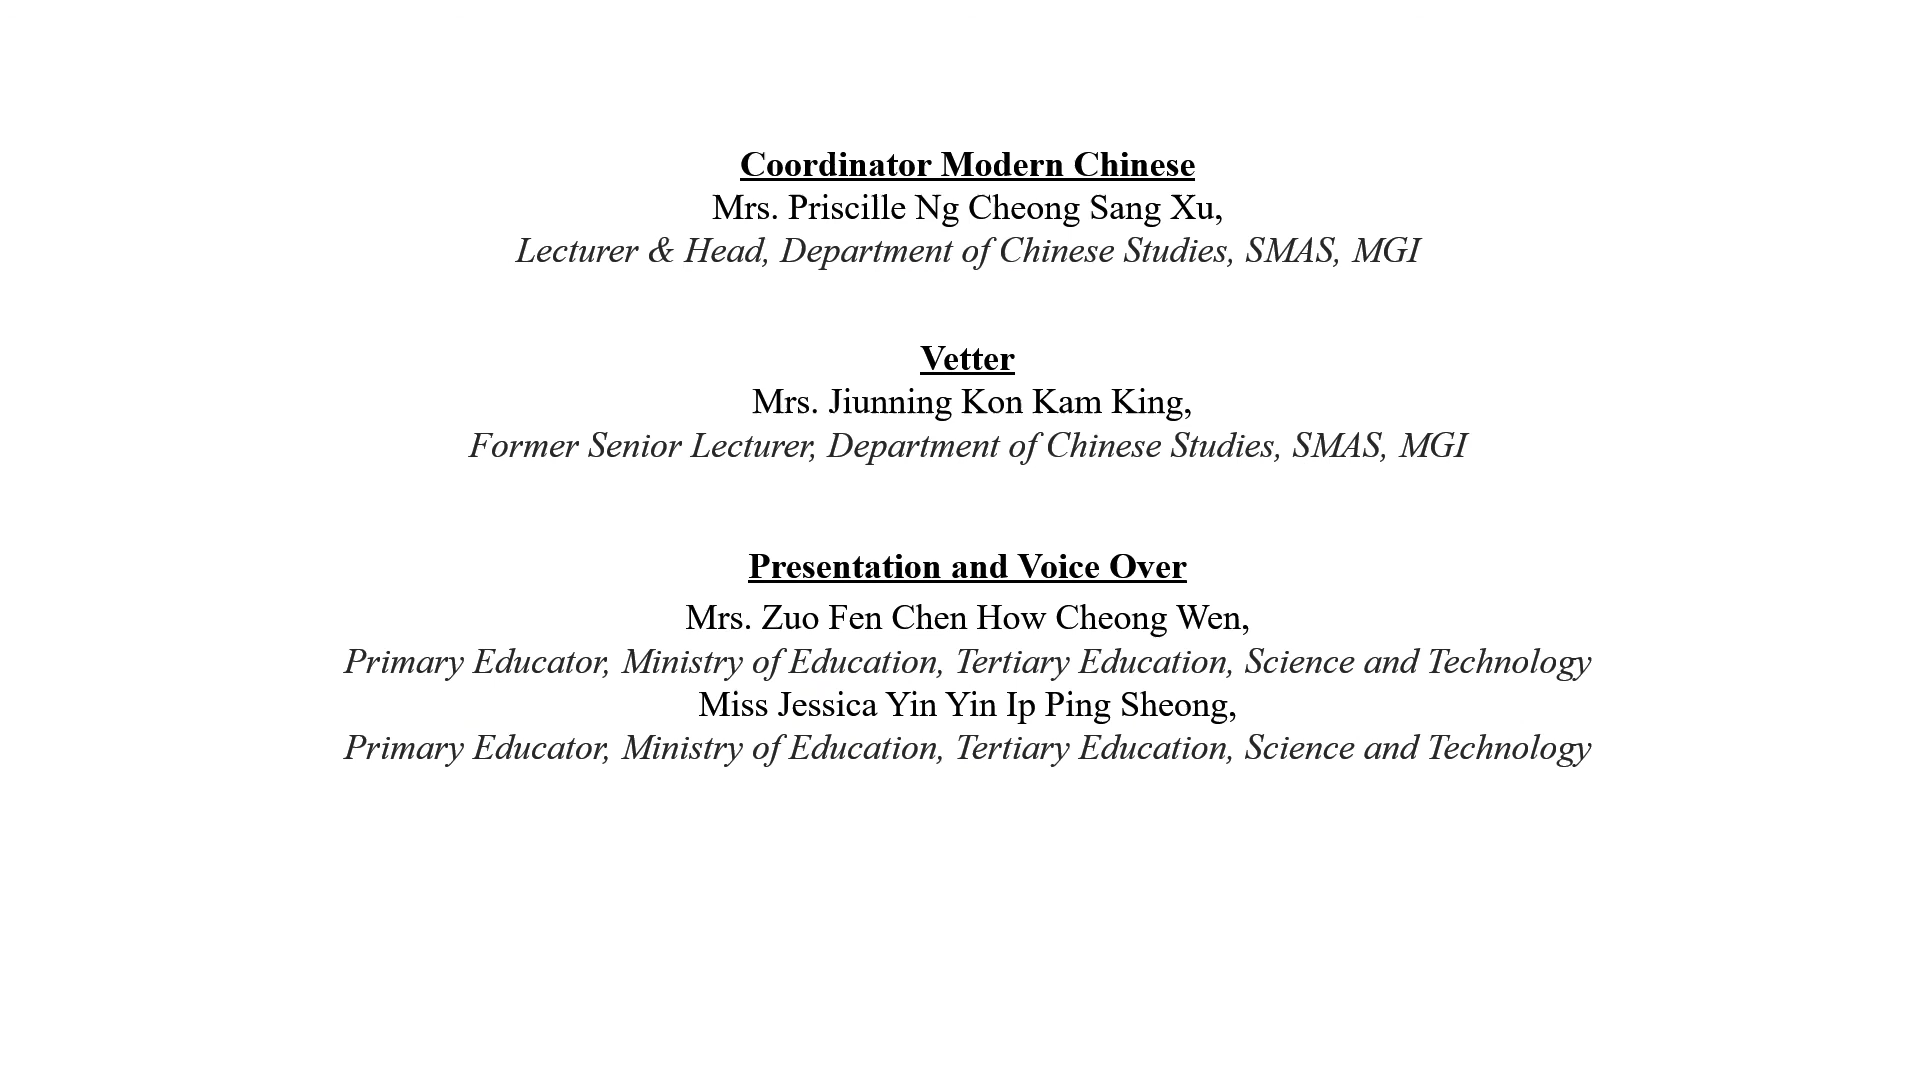 Coordinator Modern Chinese
Mrs. Priscille Ng Cheong Sang Xu,
Lecturer & Head, Department of Chinese Studies, SMAS, MGI
Vetter
Mrs. Jiunning Kon Kam King,
Former Senior Lecturer, Department of Chinese Studies, SMAS, MGI
Presentation and Voice Over
Mrs. Zuo Fen Chen How Cheong Wen,
Primary Educator, Ministry of Education, Tertiary Education, Science and Technology
Miss Jessica Yin Yin Ip Ping Sheong,
Primary Educator, Ministry of Education, Tertiary Education, Science and Technology